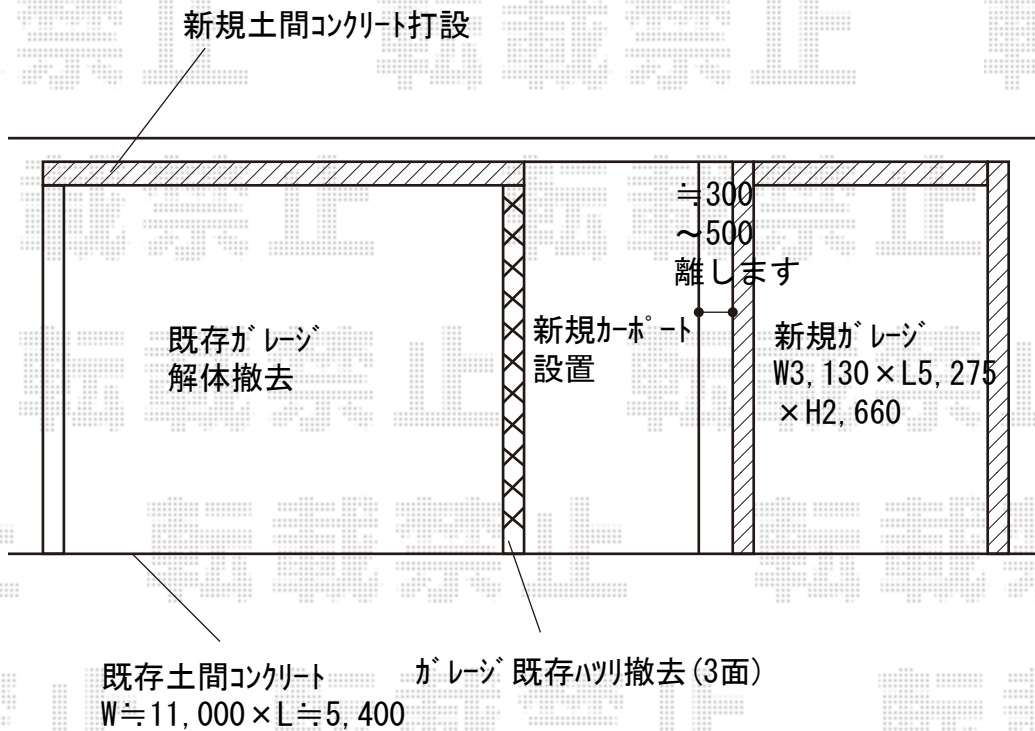 新規土間コンクリート打設
≒300
～500
離します
既存ガレージ
解体撤去
新規カーポート
設置
新規ガレージ
W3,130×L5,275
×H2,660
既存土間コンクリート
W≒11,000×L≒5,400
ガレージ既存ハツリ撤去(3面)
転載禁止